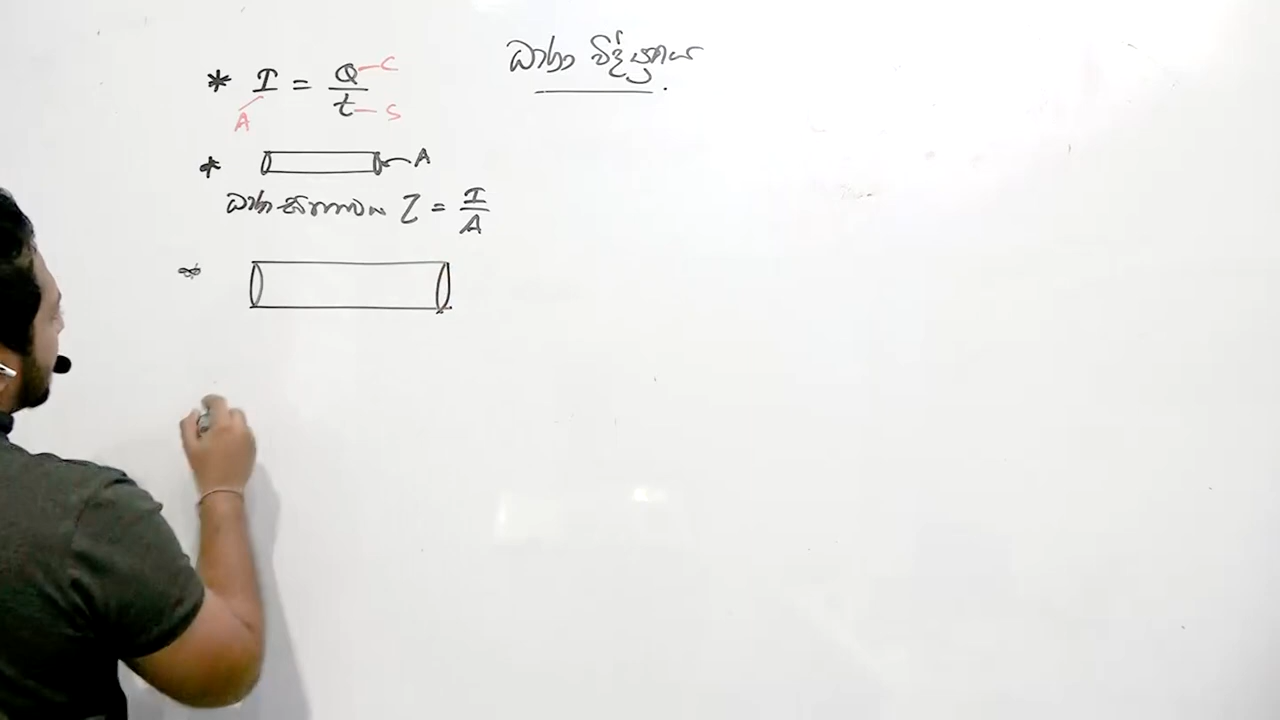 ධාරා විද්‍යුතය
* I = Q/t
C
S
A
* A
ධාරා ඝනත්වය = I/A
*